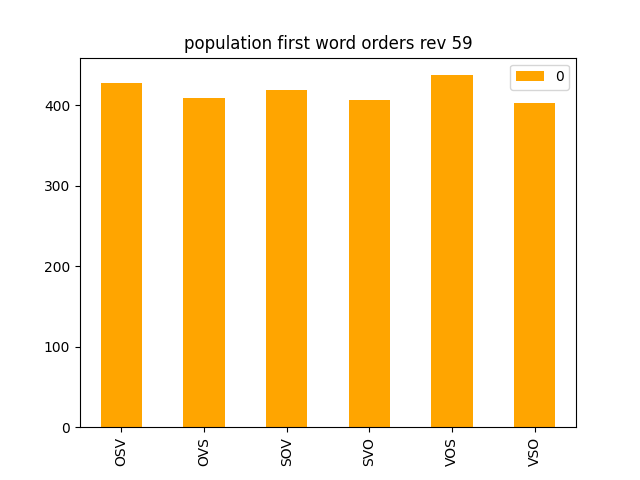 population first word orders rev 59
0
400
300
200
100
0
OSV
OVS
SOV
SVO
VOS
VSO